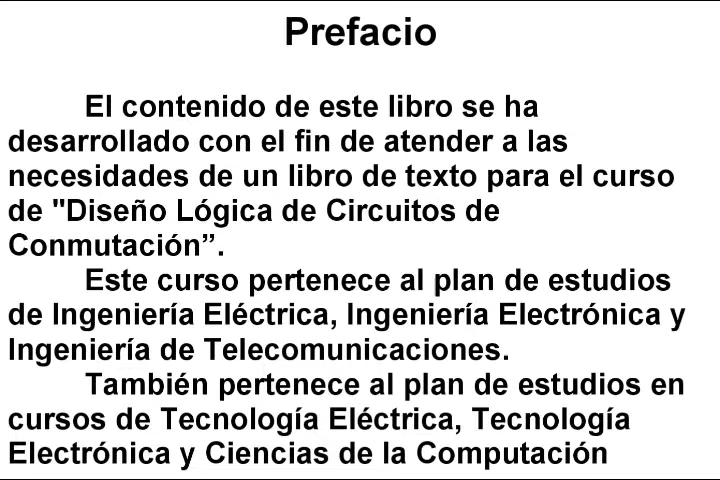 Prefacio
El contenido de este libro se ha
desarrollado con el fin de atender a las
necesidades de un libro de texto para el curso
de "Diseño Lógica de Circuitos de
Conmutación”.
Este curso pertenece al plan de estudios
de Ingeniería Eléctrica, Ingeniería Electrónica y
Ingeniería de Telecomunicaciones.
También pertenece al plan de estudios en
cursos de Tecnología Eléctrica, Tecnología
Electrónica y Ciencias de la Computación